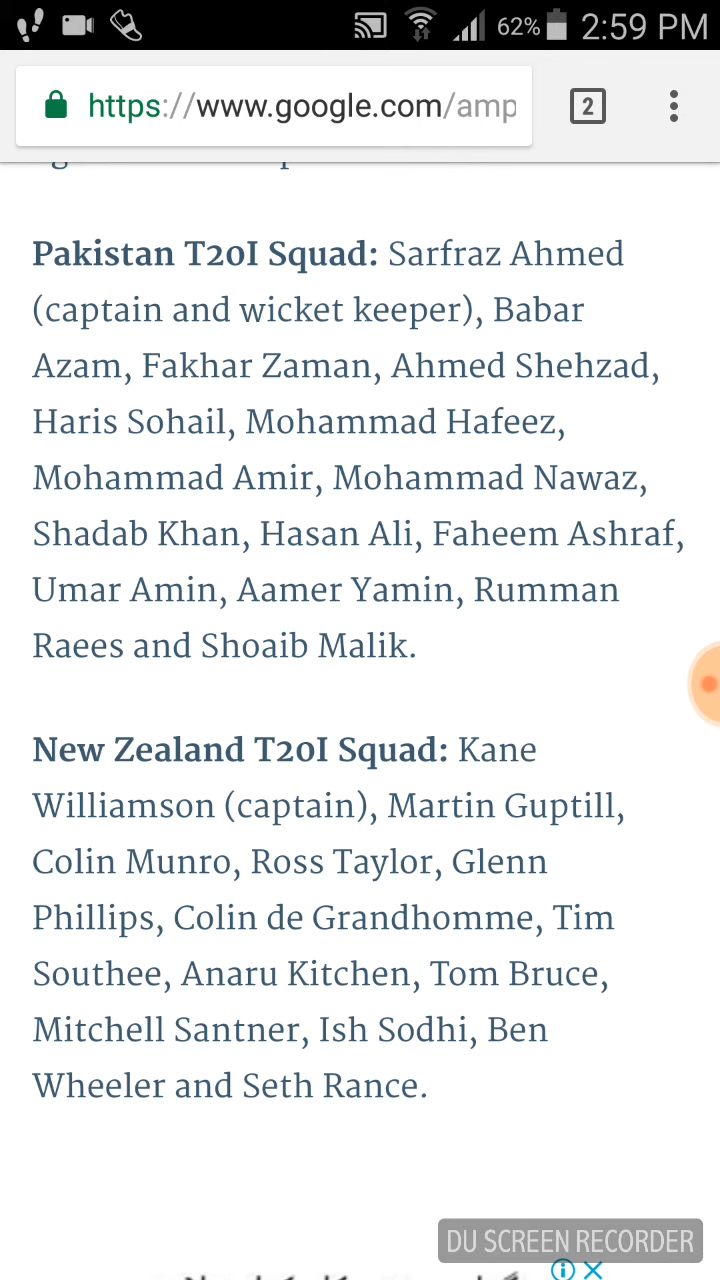 62% 2:59 PM
https://www.google.com/amp
2
Pakistan T20I Squad: Sarfraz Ahmed
(captain and wicket keeper), Babar
Azam, Fakhar Zaman, Ahmed Shehzad,
Haris Sohail, Mohammad Hafeez,
Mohammad Amir, Mohammad Nawaz,
Shadab Khan, Hasan Ali, Faheem Ashraf,
Umar Amin, Aamer Yamin, Rumman
Raees and Shoaib Malik.
New Zealand T20I Squad: Kane
Williamson (captain), Martin Guptill,
Colin Munro, Ross Taylor, Glenn
Phillips, Colin de Grandhomme, Tim
Southee, Anaru Kitchen, Tom Bruce,
Mitchell Santner, Ish Sodhi, Ben
Wheeler and Seth Rance.
DU SCREEN RECORDER